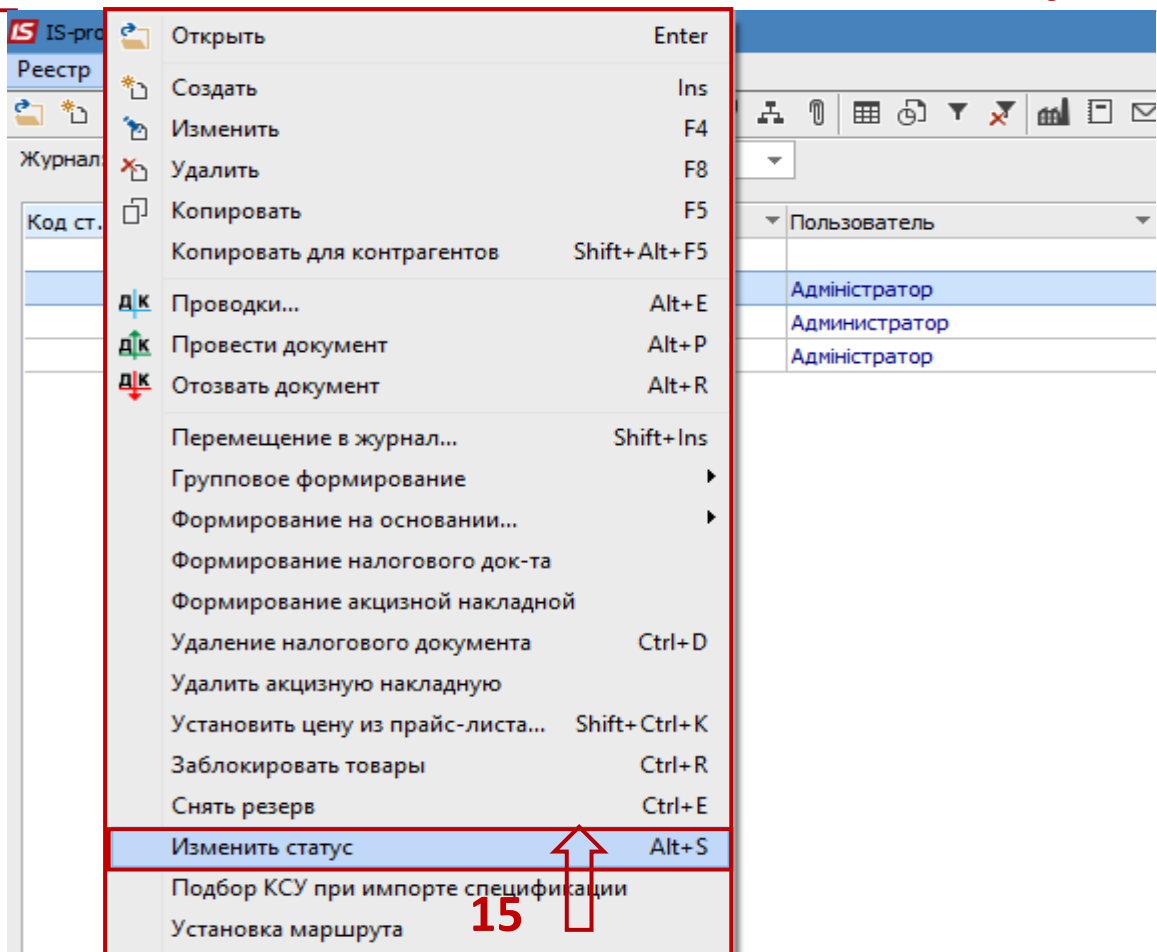 IS-pro
Реестр
Журнал:
Код ст.
Пользователь
Адміністратор
Администратор
Адміністратор
Открыть Enter
Создать Ins
Изменить F4
Удалить F8
Копировать F5
Копировать для контрагентов Shift+Alt+F5
Проводки... Alt+E
Провести документ Alt+P
Отозвать документ Alt+R
Перемещение в журнал... Shift+Ins
Групповое формирование
Формирование на основании...
Формирование налогового док-та
Формирование акцизной накладной
Удаление налогового документа Ctrl+D
Удалить акцизную накладную
Установить цену из прайс-листа... Shift+Ctrl+K
Заблокировать товары Ctrl+R
Снять резерв Ctrl+E
Изменить статус Alt+S
Подбор КСУ при импорте спецификации
Установка маршрута
15